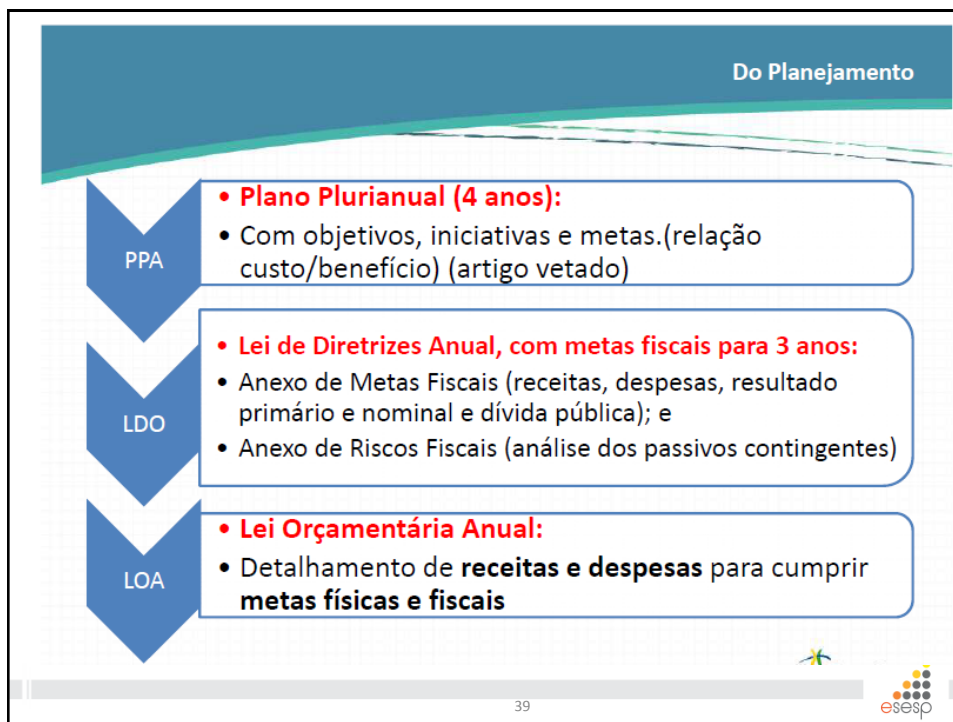 Do Planejamento
PPA
• Plano Plurianual (4 anos):
• Com objetivos, iniciativas e metas.(relação
custo/benefício) (artigo vetado)
LDO
• Lei de Diretrizes Anual, com metas fiscais para 3 anos:
• Anexo de Metas Fiscais (receitas, despesas, resultado
primário e nominal e dívida pública); e
• Anexo de Riscos Fiscais (análise dos passivos contingentes)
LOA
• Lei Orçamentária Anual:
• Detalhamento de receitas e despesas para cumprir
metas físicas e fiscais
39
esesp